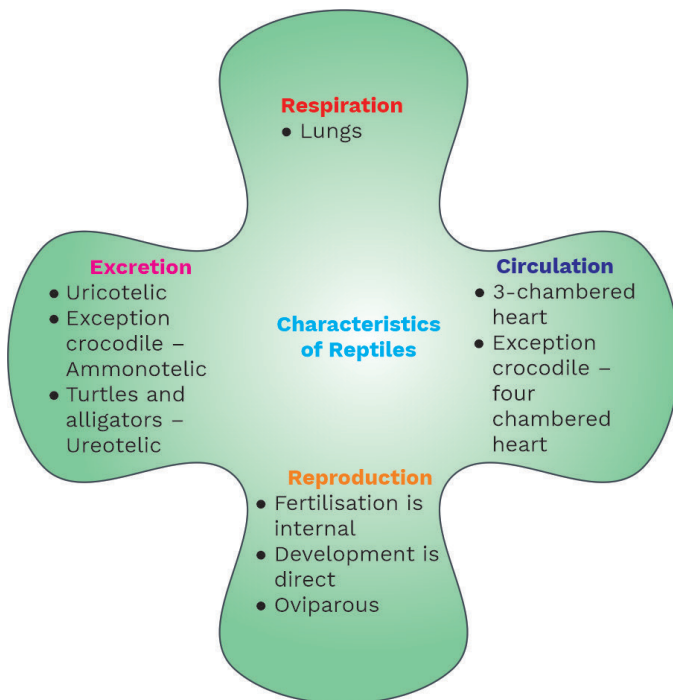 Respiration
● Lungs
Excretion
● Uricotelic
● Exception
crocodile –
Ammonotelic
● Turtles and
alligators –
Ureotelic
Characteristics
of Reptiles
Circulation
● 3-chambered
heart
● Exception
crocodile –
four
chambered
heart
Reproduction
● Fertilisation is
internal
● Development is
direct
● Oviparous